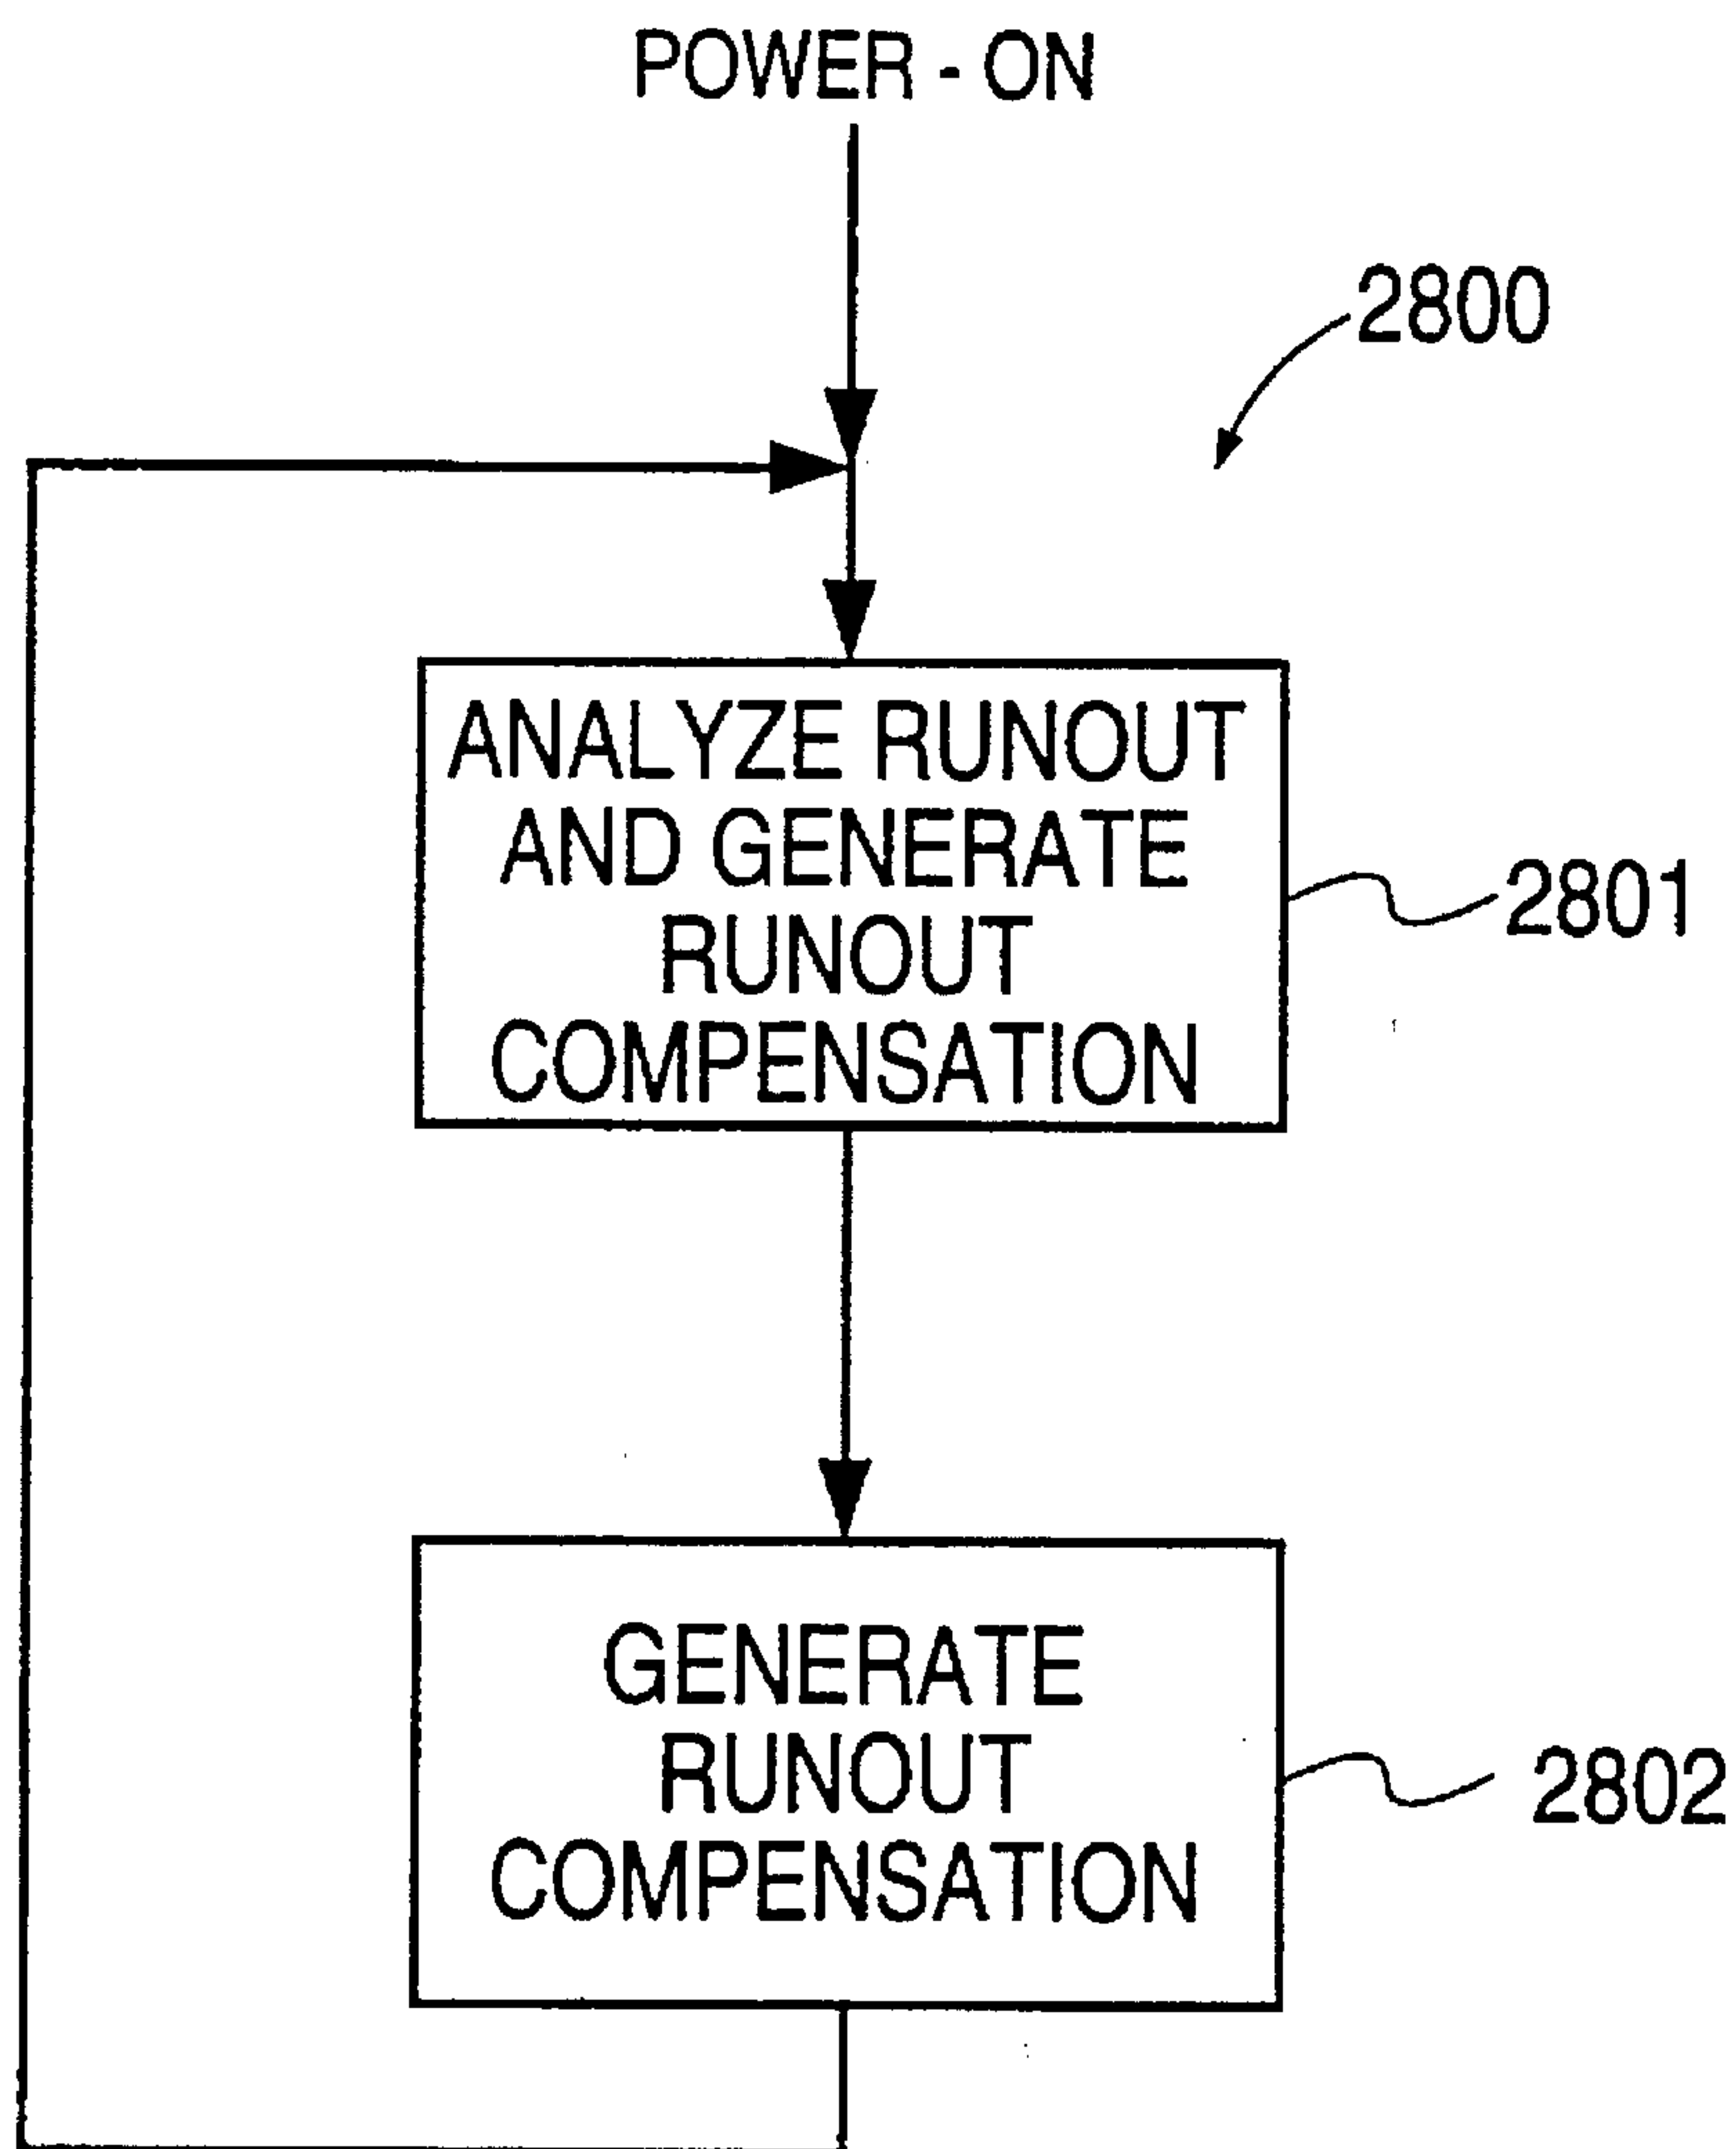 POWER - ON
2800
ANALYZE RUNOUT
AND GENERATE
RUNOUT
COMPENSATION
2801
GENERATE
RUNOUT
COMPENSATION
2802